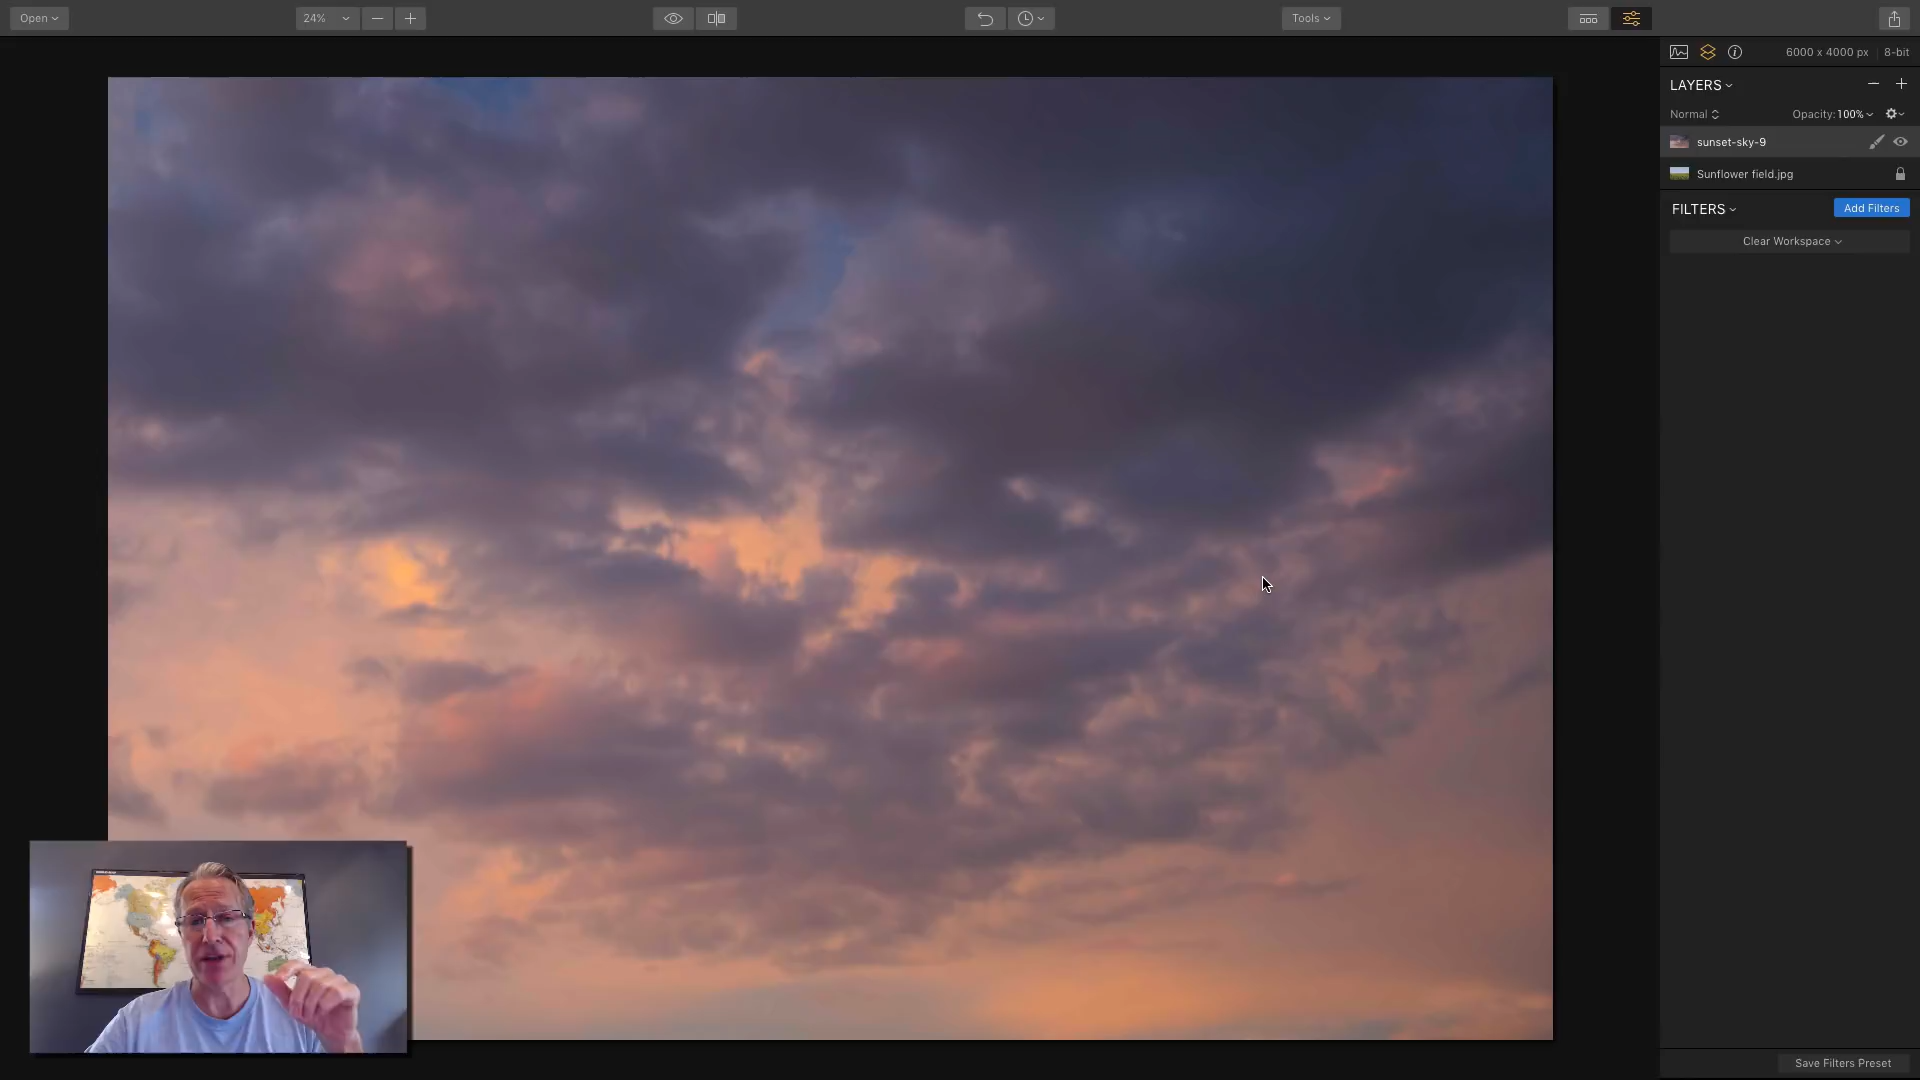 Open
24%
Tools
6000 x 4000 px
8-bit
LAYERS
Normal
Opacity: 100%
sunset-sky-9
Sunflower field.jpg
FILTERS
Add Filters
Clear Workspace
Save Filters Preset